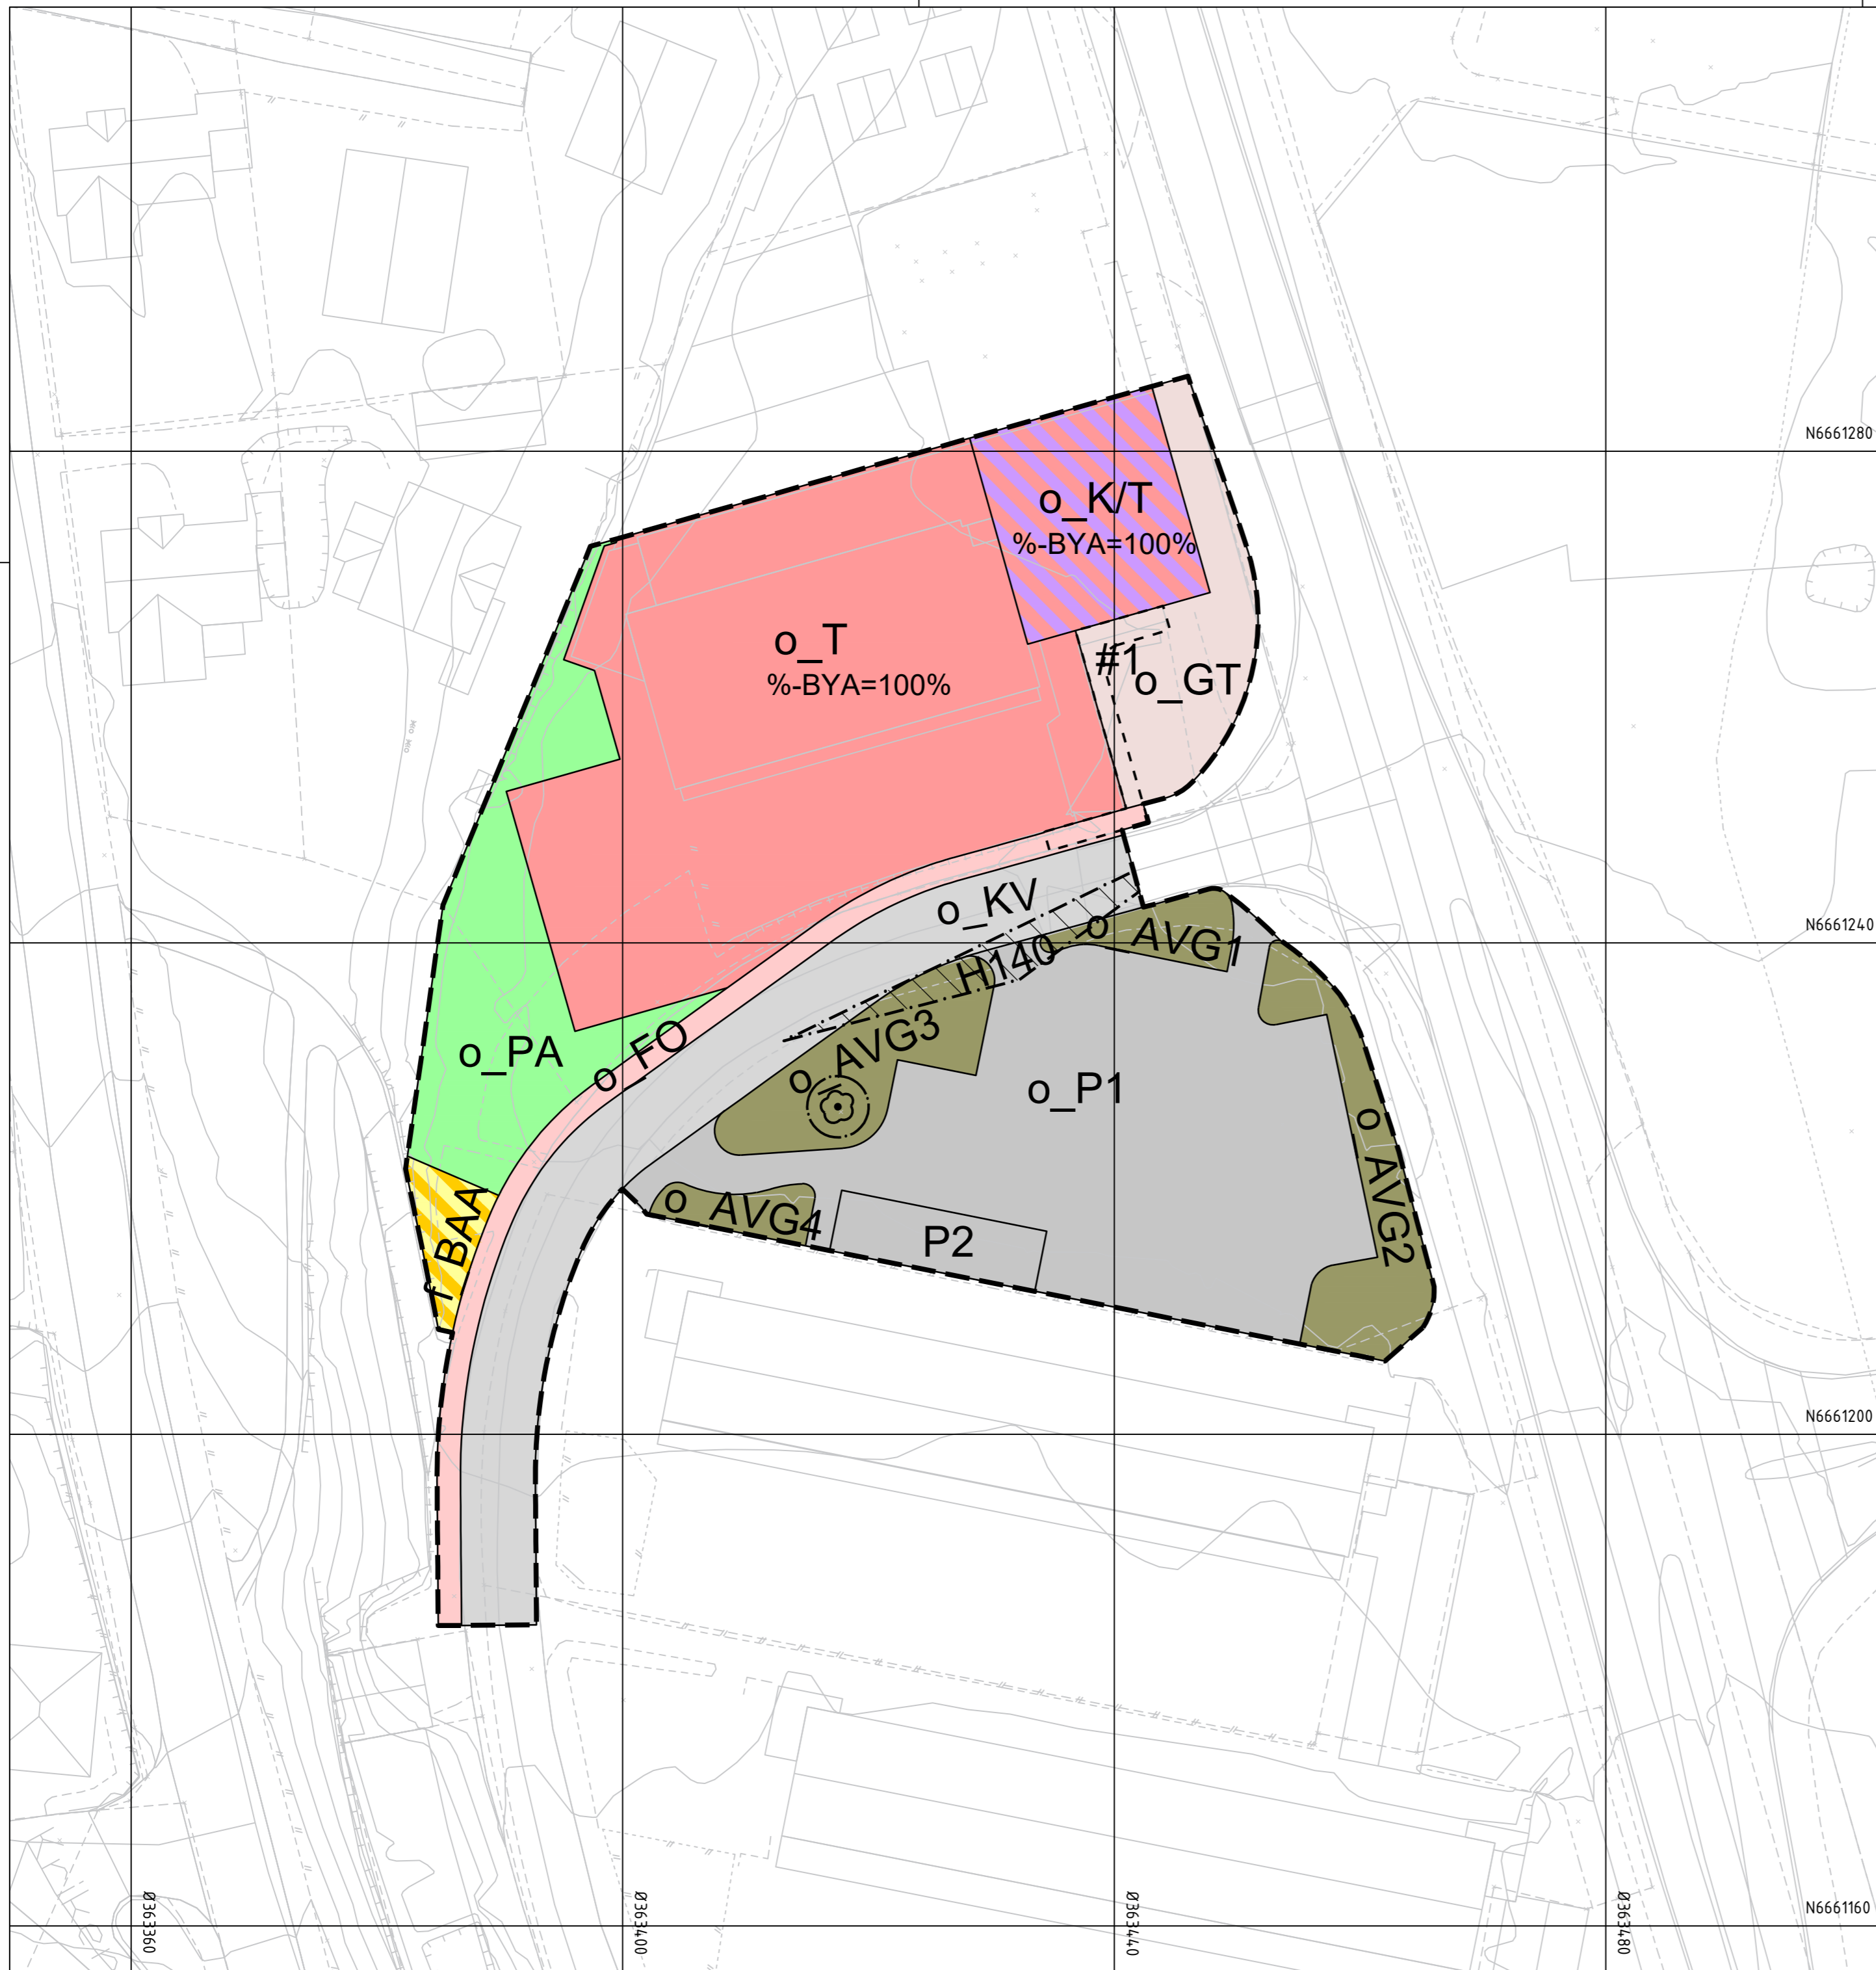 N6661280
o_K/T
%-BYA=100%
o_T
%-BYA=100%
#1
o_GT
o_KV
o_AVG1
N6661240
H140
o_AVG3
o_FO
o_PA
o_P1
o_AVG2
o_AVG4
P2
f_BAA
N6661200
N6661160
Ø363360
Ø363400
Ø363440
Ø363480